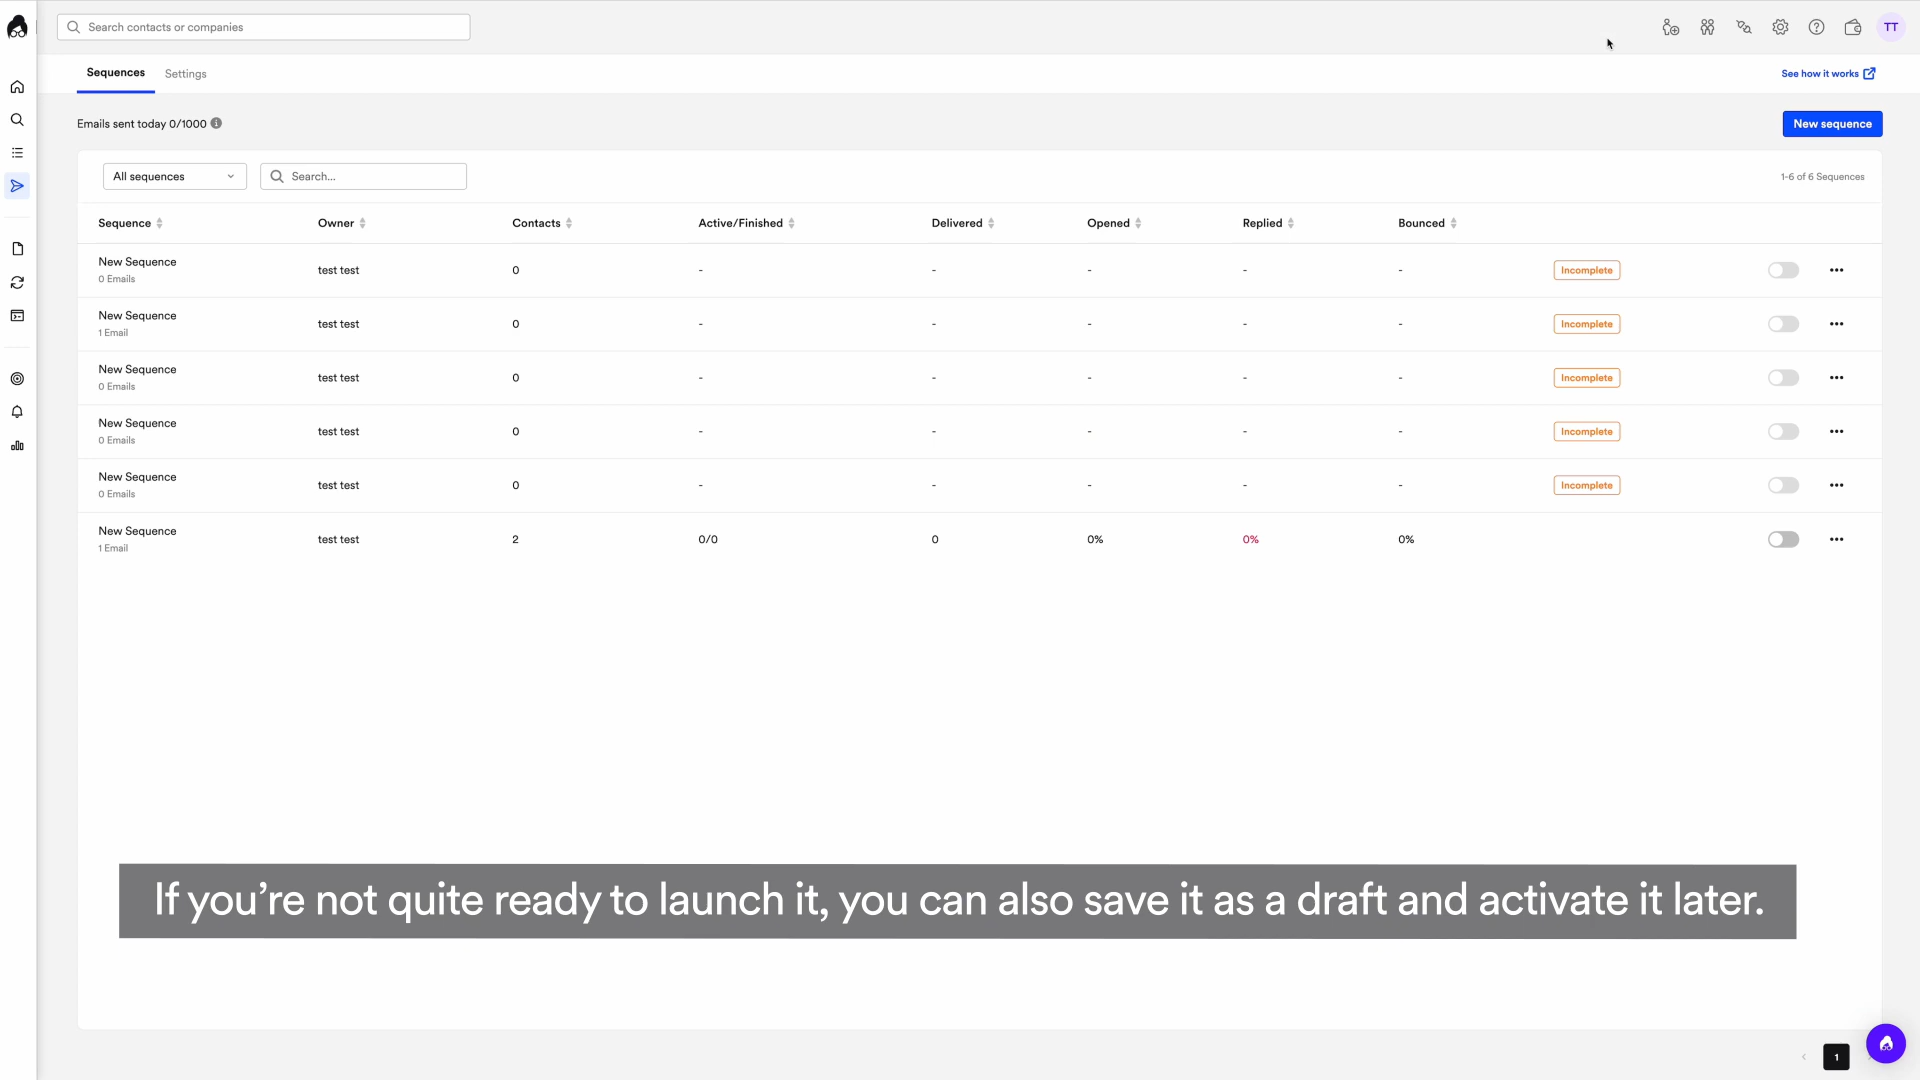 Search contacts or companies
TT
Sequences Settings
See how it works
Emails sent today 0/1000
New sequence
All sequences
Search...
1-6 of 6 Sequences
Sequence Owner Contacts Active/Finished Delivered Opened Replied Bounced
New Sequence
0 Emails
test test 0 - - - - - Incomplete
New Sequence
1 Email
test test 0 - - - - - Incomplete
New Sequence
0 Emails
test test 0 - - - - - Incomplete
New Sequence
0 Emails
test test 0 - - - - - Incomplete
New Sequence
0 Emails
test test 0 - - - - - Incomplete
New Sequence
1 Email
test test 2 0/0 0 0% 0% 0%
If you’re not quite ready to launch it, you can also save it as a draft and activate it later.
1